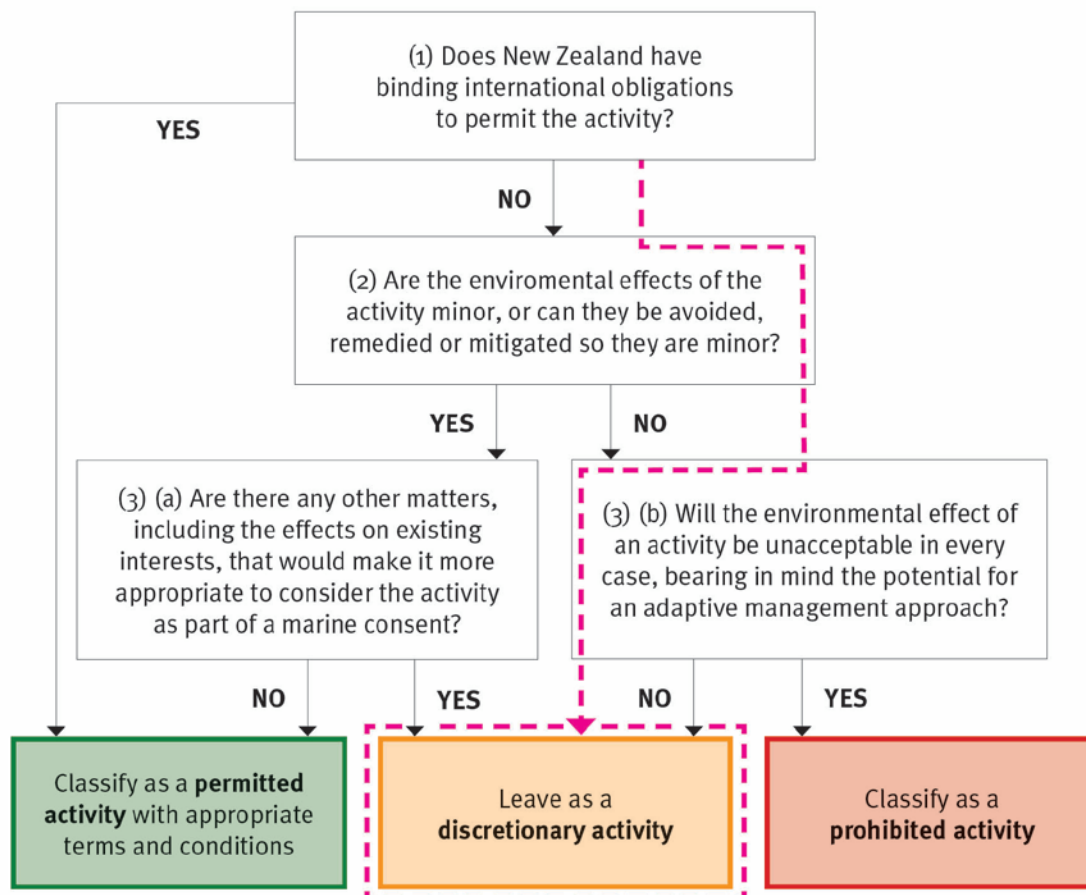 (1) Does New Zealand have
binding international obligations
to permit the activity?
YES
NO
(2) Are the enviromental effects of the
activity minor, or can they be avoided,
remedied or mitigated so they are minor?
YES
NO
(3) (a) Are there any other matters,
including the effects on existing
interests, that would make it more
appropriate to consider the activity
as part of a marine consent?
(3) (b) Will the environmental effect of
an activity be unacceptable in every
case, bearing in mind the potential for
an adaptive management approach?
NO
YES
NO
YES
Classify as a permitted
activity with appropriate
terms and conditions
Leave as a
discretionary activity
Classify as a
prohibited activity